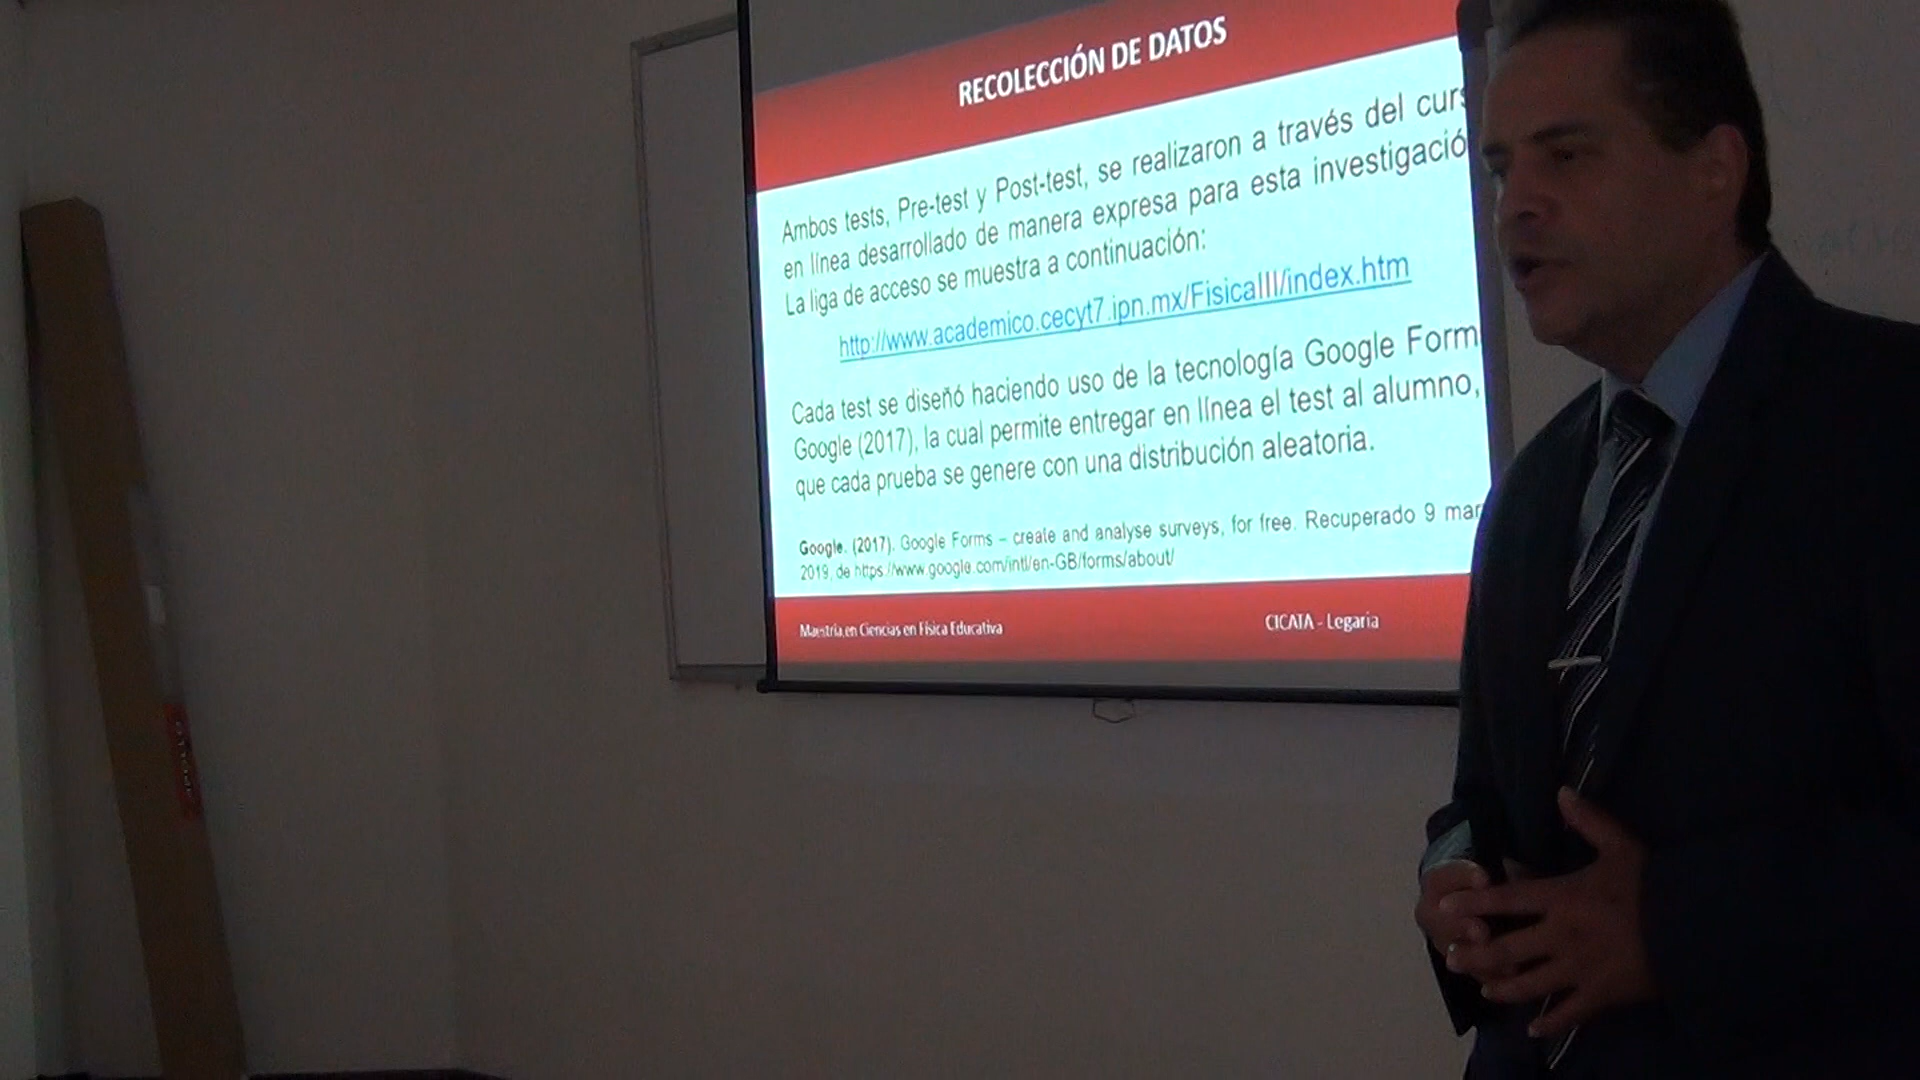 RECOLECCIÓN DE DATOS
Ambos tests, Pre-test y Post-test, se realizaron a través del curs
en línea desarrollado de manera expresa para esta investigació
La liga de acceso se muestra a continuación:
http://www.academico.cecyt7.ipn.mx/FisicaIII/index.htm
Cada test se diseñó haciendo uso de la tecnología Google Form
Google (2017), la cual permite entregar en línea el test al alumno,
que cada prueba se genere con una distribución aleatoria.
Google. (2017). Google Forms – create and analyse surveys, for free. Recuperado 9 mar
2019, de https://www.google.com/intl/en-GB/forms/about/
Maestría en Ciencias en Física Educativa
CICATA - Legaria